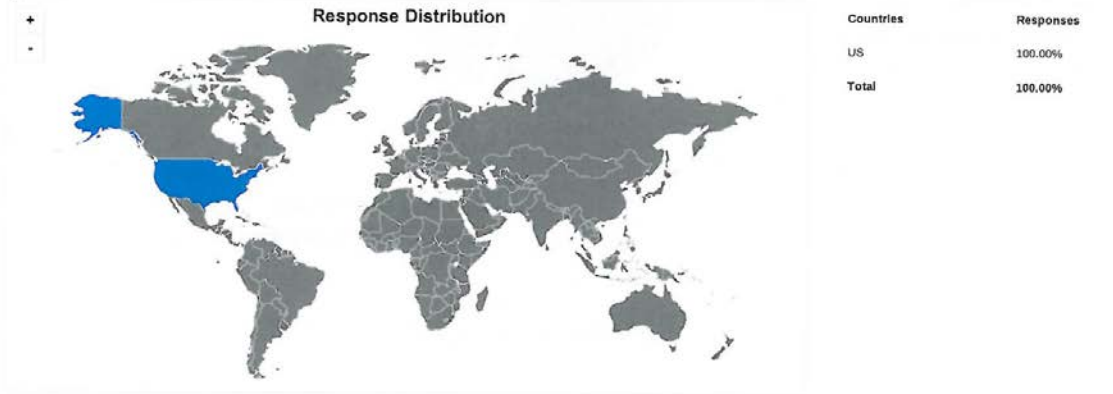 +
-
Response Distribution
Countries Responses
US 100.00%
Total 100.00%